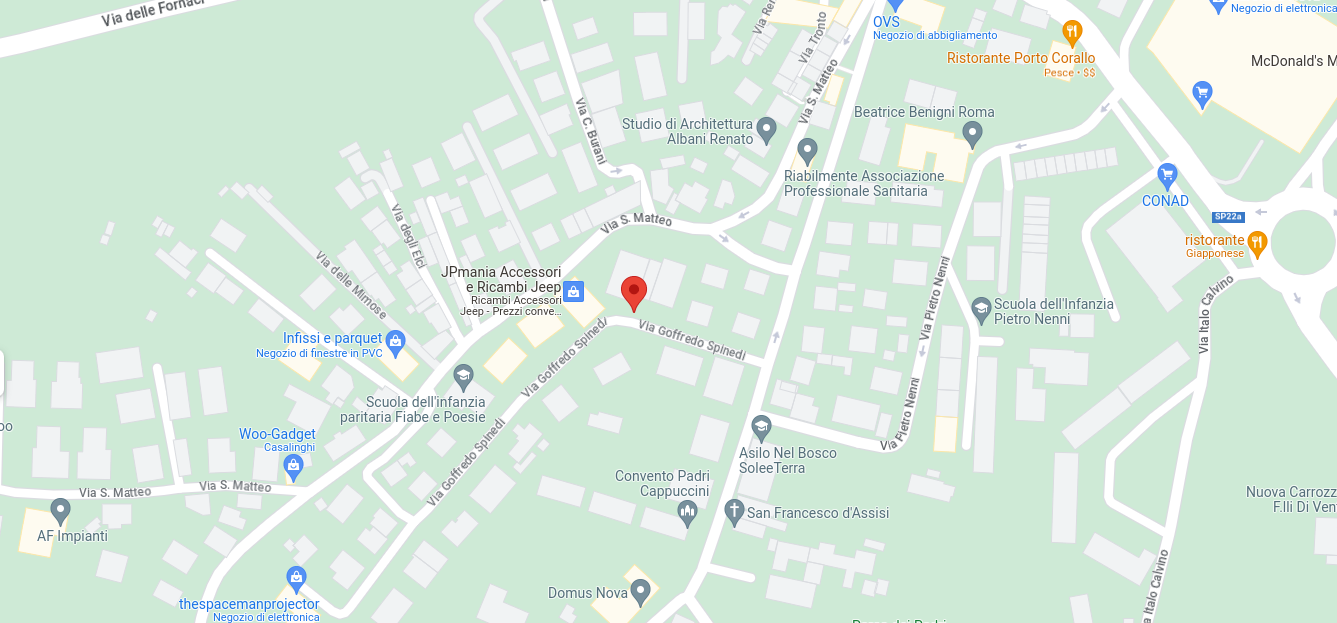 Via delle Fornaci
Via Tronto
OVS
Negozio di abbigliamento
Negozio di elettronica
Ristorante Porto Corallo
Pesce • $$
McDonald's M
Via S. Matteo
Via C. Burani
Studio di Architettura
Albani Renato
Beatrice Benigni Roma
Riabilmente Associazione
Professionale Sanitaria
CONAD
SP22a
Via S. Matteo
Via degli Elci
Via delle Mimose
ristorante
Giapponese
JPmania Accessori
e Ricambi Jeep
Ricambi Accessori
Jeep - Prezzi conve...
Via Pietro Nenni
Scuola dell'Infanzia
Pietro Nenni
Via Italo Calvino
Infissi e parquet
Negozio di finestre in PVC
Via Goffredo Spinedi
Via Goffredo Spinedi
Scuola dell'infanzia
paritaria Fiabe e Poesie
Via Pietro Nenni
Woo-Gadget
Casalinghi
Via Goffredo Spinedi
Asilo Nel Bosco
SoleeTerra
Convento Padri
Cappuccini
Via S. Matteo
Via S. Matteo
San Francesco d'Assisi
AF Impianti
Nuova Carrozz
F.lli Di Ven
Via Italo Calvino
Domus Nova
thespacemanprojector
Negozio di elettronica